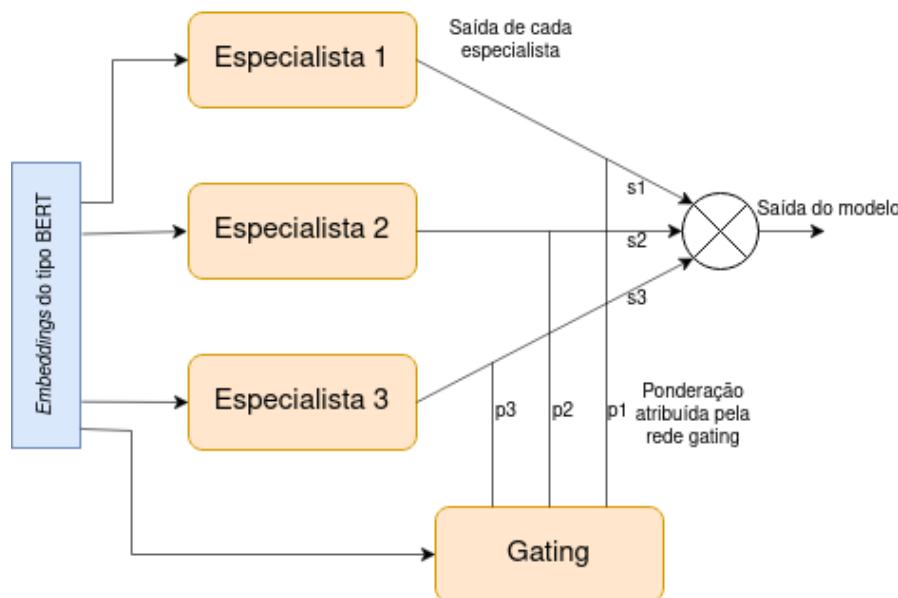 Especialista 1
Saída de cada
especialista
Embeddings do tipo BERT
Especialista 2
s1
s2
s3
Saída do modelo
Especialista 3
p3
p2
p1
Ponderação
atribuída pela
rede gating
Gating